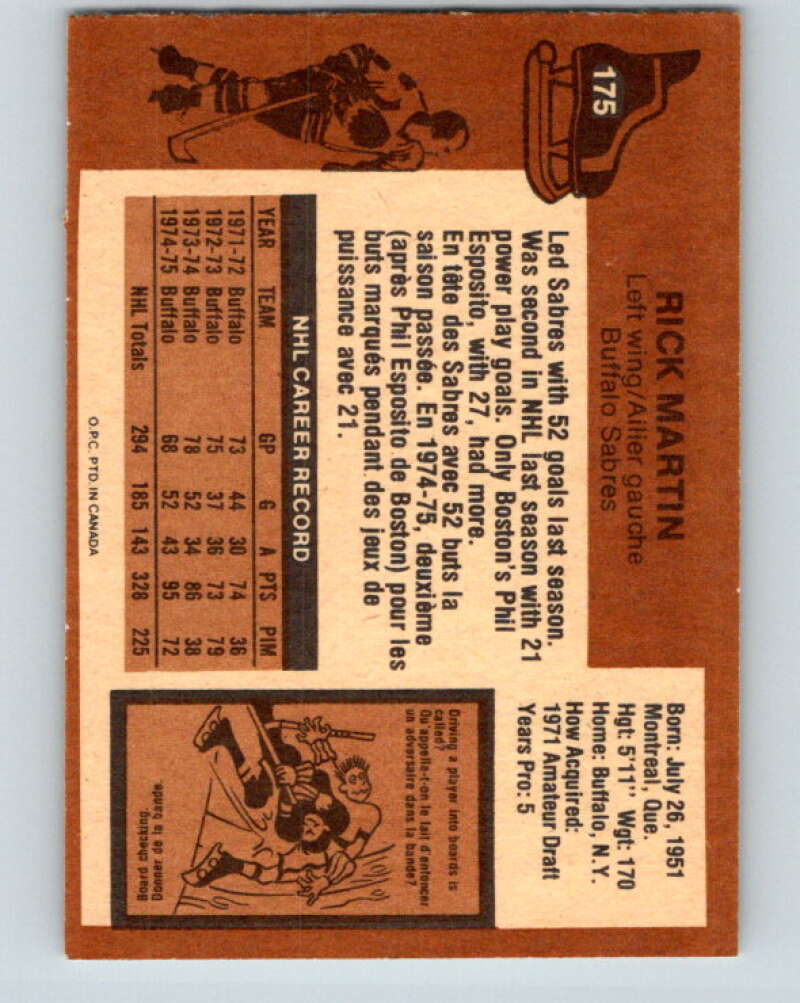 175
RICK MARTIN
Left wing/Ailier gauche
Buffalo Sabres
Born: July 26, 1951
Montreal, Que.
Hgt: 5'11" Wgt: 170
Home: Buffalo, N.Y.
How Acquired:
1971 Amateur Draft
Years Pro: 5
Led Sabres with 52 goals last season.
Was second in NHL last season with 21
power play goals. Only Boston's Phil
Esposito, with 27, had more.
En tête des Sabres avec 52 buts la
saison passée. En 1974-75, deuxième
(après Phil Esposito de Boston) pour les
buts marqués pendant des jeux de
puissance avec 21.
NHL CAREER RECORD
YEAR TEAM GP G A PTS PIM
1971-72 Buffalo 73 44 30 74 36
1972-73 Buffalo 75 37 36 73 79
1973-74 Buffalo 78 52 34 86 38
1974-75 Buffalo 68 52 43 95 72
NHL Totals 294 185 143 328 225
Driving a player into boards is
called?
Qu'appelle-t-on le fait d'enfoncer
un adversaire dans la bande?
Board checking.
Donner de la bande.
O.P.C. PTD. IN CANADA